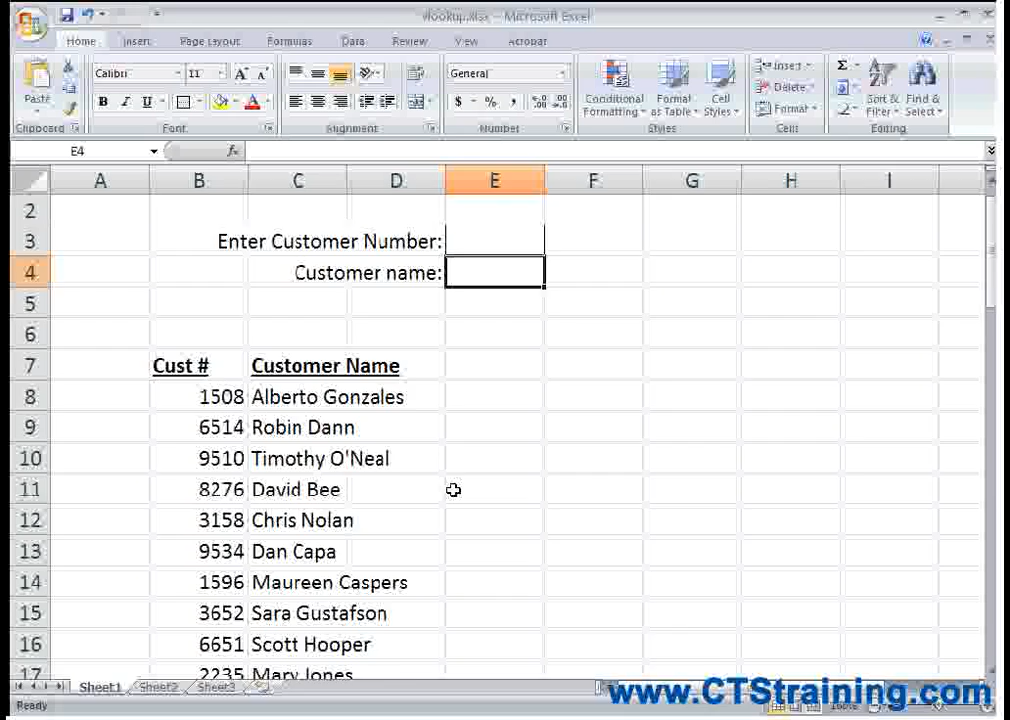 vlookup.xlsx - Microsoft Excel
Home Insert Page Layout Formulas Data Review View Acrobat
Paste
Calibri 11
B I U
General
$ % ,
Conditional Formatting
Format as Table
Cell Styles
Insert
Delete
Format
Σ
Sort & Filter
Find & Select
Clipboard Font Alignment Number Styles Cells Editing
E4 fx
A B C D E F G H I
2
3 Enter Customer Number:
4 Customer name:
5
6
7 Cust # Customer Name
8 1508 Alberto Gonzales
9 6514 Robin Dann
10 9510 Timothy O'Neal
11 8276 David Bee
12 3158 Chris Nolan
13 9534 Dan Capa
14 1596 Maureen Caspers
15 3652 Sara Gustafson
16 6651 Scott Hooper
17 2235 Mary Jones
Sheet1 Sheet2 Sheet3
www.CTStraining.com
Ready